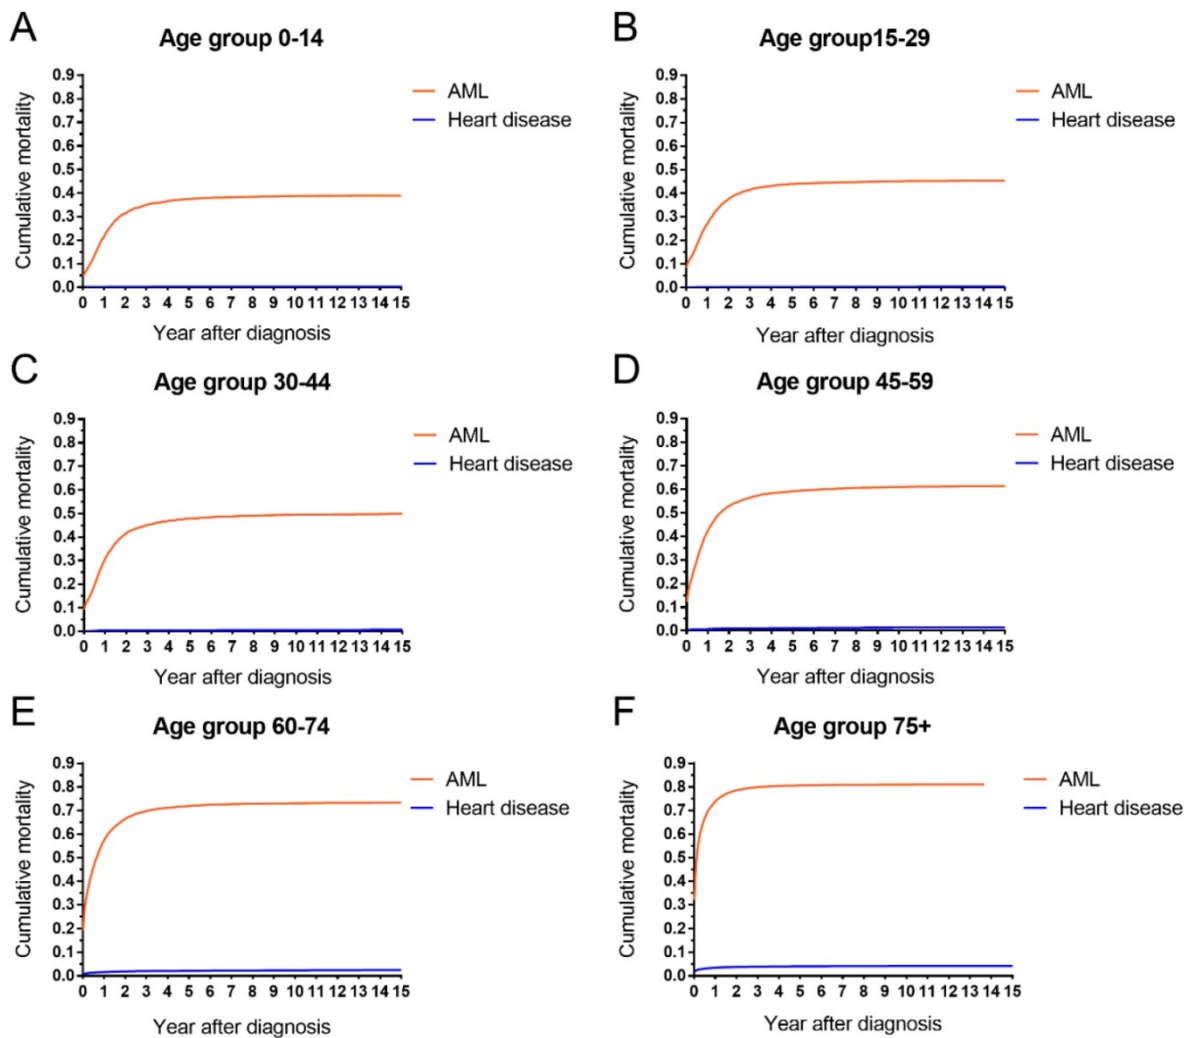 A
Age group 0-14
Cumulative mortality
0.9
0.8
0.7
0.6
0.5
0.4
0.3
0.2
0.1
0.0
0 1 2 3 4 5 6 7 8 9 10 11 12 13 14 15
Year after diagnosis
AML
Heart disease
B
Age group15-29
Cumulative mortality
0.9
0.8
0.7
0.6
0.5
0.4
0.3
0.2
0.1
0.0
0 1 2 3 4 5 6 7 8 9 10 11 12 13 14 15
Year after diagnosis
AML
Heart disease
C
Age group 30-44
Cumulative mortality
0.9
0.8
0.7
0.6
0.5
0.4
0.3
0.2
0.1
0.0
0 1 2 3 4 5 6 7 8 9 10 11 12 13 14 15
Year after diagnosis
AML
Heart disease
D
Age group 45-59
Cumulative mortality
0.9
0.8
0.7
0.6
0.5
0.4
0.3
0.2
0.1
0.0
0 1 2 3 4 5 6 7 8 9 10 11 12 13 14 15
Year after diagnosis
AML
Heart disease
E
Age group 60-74
Cumulative mortality
0.9
0.8
0.7
0.6
0.5
0.4
0.3
0.2
0.1
0.0
0 1 2 3 4 5 6 7 8 9 10 11 12 13 14 15
Year after diagnosis
AML
Heart disease
F
Age group 75+
Cumulative mortality
0.9
0.8
0.7
0.6
0.5
0.4
0.3
0.2
0.1
0.0
0 1 2 3 4 5 6 7 8 9 10 11 12 13 14 15
Year after diagnosis
AML
Heart disease